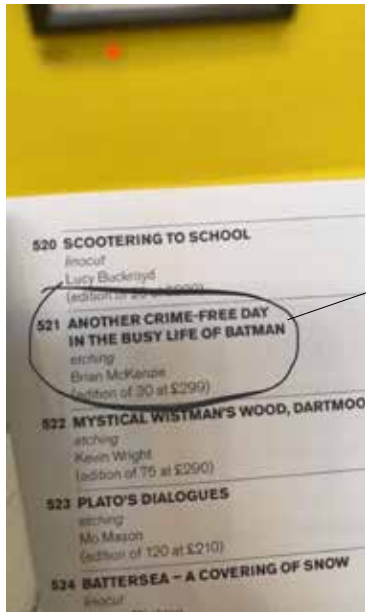 520 SCOOTERING TO SCHOOL
linocut
Lucy Buckroyd
(edition of
521 ANOTHER CRIME-FREE DAY
IN THE BUSY LIFE OF BATMAN
etching
Brian McKenzie
(edition of 30 at £299)
522 MYSTICAL WISTMAN'S WOOD, DARTMOO
etching
Kevin Wright
(edition of 75 at £290)
523 PLATO'S DIALOGUES
etching
Mo Mason
(edition of 120 at £210)
524 BATTERSEA – A COVERING OF SNOW
linocut